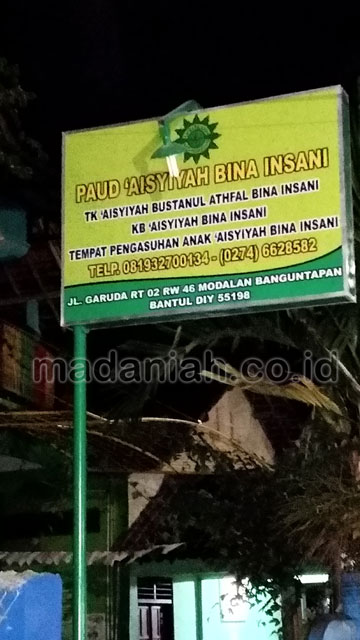 PAUD 'AISYIYAH BINA INSANI
TK 'AISYIYAH BUSTANUL ATHFAL BINA INSANI
KB 'AISYIYAH BINA INSANI
TEMPAT PENGASUHAN ANAK 'AISYIYAH BINA INSANI
TELP. 081932700134 - (0274) 6628582
JL. GARUDA RT 02 RW 46 MODALAN BANGUNTAPAN
BANTUL DIY 55198
madaniah.co.id